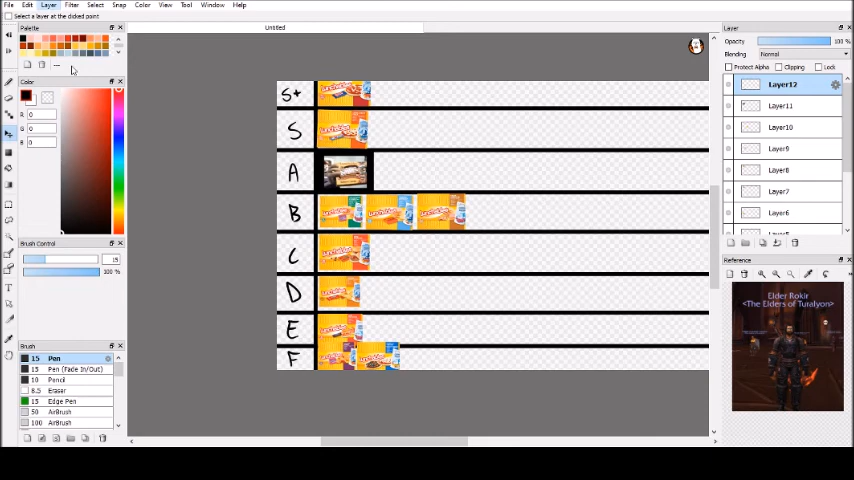 File Edit Layer Filter Select Snap Color View Tool Window Help
Select a layer at the clicked point
Untitled
Palette
Color
R 0
G 0
B 0
Brush Control
15
100 %
Brush
15 Pen
15 Pen (Fade In/Out)
10 Pencil
8.5 Eraser
15 Edge Pen
50 AirBrush
100 AirBrush
S+
S
A
B
C
D
E
F
Layer
Opacity 100 %
Blending Normal
Protect Alpha Clipping Lock
Layer12
Layer11
Layer10
Layer9
Layer8
Layer7
Layer6
Reference
Elder Rokir
<The Elders of Turalyon>